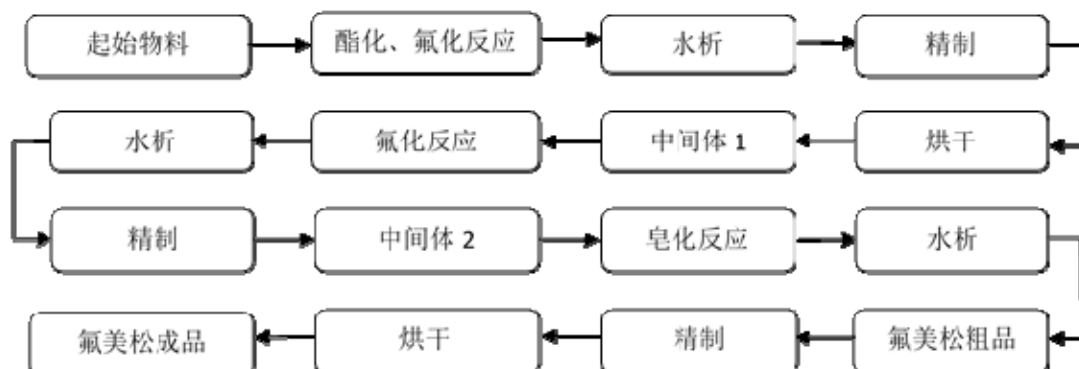 起始物料
酯化、氟化反应
水析
精制
烘干
中间体 1
氟化反应
水析
精制
中间体 2
皂化反应
水析
氟美松粗品
精制
烘干
氟美松成品